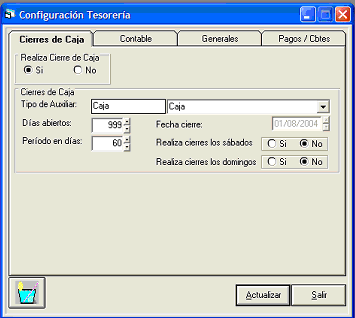 Configuración Tesorería
Cierres de Caja Contable Generales Pagos / Cbtes
Realiza Cierre de Caja
Si No
Cierres de Caja
Tipo de Auxiliar: Caja Caja
Días abiertos: 999 Fecha cierre: 01/08/2004
Período en días: 60 Realiza cierres los sábados Si No
Realiza cierres los domingos Si No
Actualizar Salir